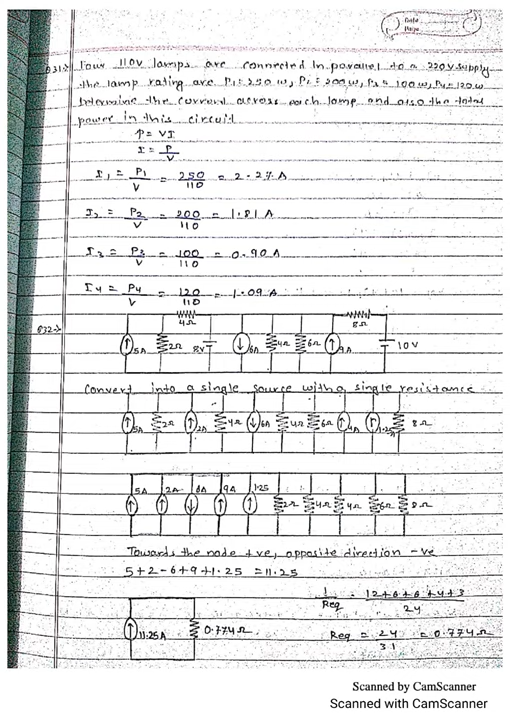 Date
Page
Q31:> Four 110V lamps are connected In parallel to a 220V supply
the lamp rating are P1=250 W, P2=200W, P3=100W, P4=120W
Determine the current across each lamp and also the total
power in this circuit
P = VI
I = P/V
I1 = P1/V = 250/110 = 2.27 A
I2 = P2/V = 200/110 = 1.81 A
I3 = P3/V = 100/110 = 0.90 A
I4 = P4/V = 120/110 = 1.09 A
Q32:> 4Ω 8Ω
5A 2Ω 8V 6A 4Ω 6Ω 9A 10V
Convert into a single source with a single resistance
5A 2Ω 2A 4Ω 6A 4Ω 6Ω 9A 1.25A 8Ω
5A 2A 6A 9A 1.25
2Ω 4Ω 4Ω 6Ω 8Ω
Towards the node +ve, opposite direction -ve
5+2-6+9+1.25 = 11.25
1/Req = 12+6+6+4+3/24
11.25A 0.774Ω Req = 24/31 = 0.774Ω
Scanned by CamScanner
Scanned with CamScanner